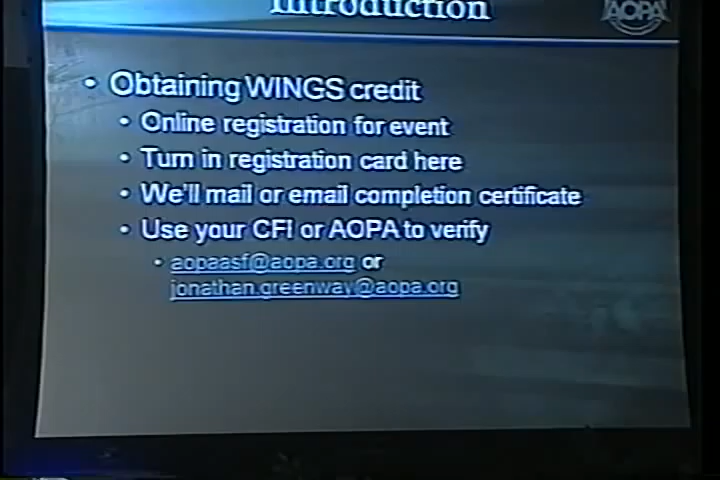 Introduction
AOPA
• Obtaining WINGS credit
• Online registration for event
• Turn in registration card here
• We'll mail or email completion certificate
• Use your CFI or AOPA to verify
• aopaasf@aopa.org or
jonathan.greenway@aopa.org